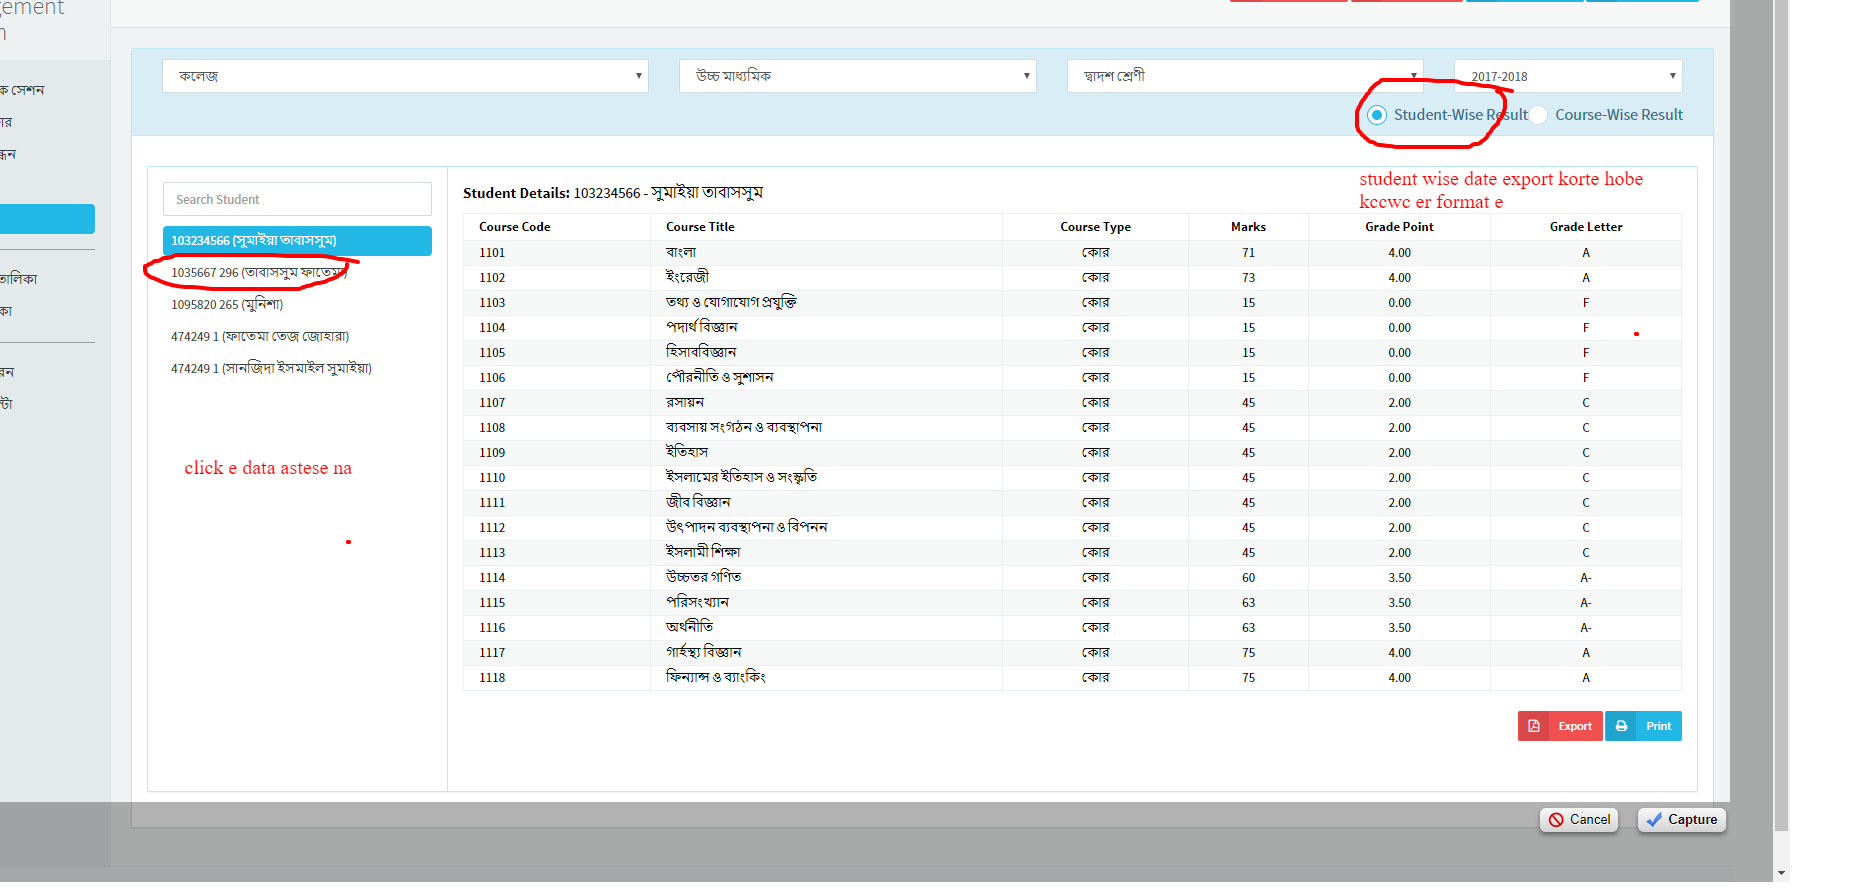 gement
কলেজ উচ্চ মাধ্যমিক দ্বাদশ শ্রেণী 2017-2018
ক সেশন
Student-Wise Result Course-Wise Result
ার
ন্ধন
student wise date export korte hobe
kccwc er format e
Search Student
Student Details: 103234566 - সুমাইয়া তাবাসসুম
Course Code Course Title Course Type Marks Grade Point Grade Letter
103234566 (সুমাইয়া তাবাসসুম)
1035667 296 (তাবাসসুম ফাতেমা)
1095820 265 (মুনিশা)
474249 1 (ফাতেমা তেজ জোহারা)
474249 1 (সানজিদা ইসমাইল সুমাইয়া)
তালিকা
কা
রন
click e data astese na
1101 বাংলা কোর 71 4.00 A
1102 ইংরেজী কোর 73 4.00 A
1103 তথ্য ও যোগাযোগ প্রযুক্তি কোর 15 0.00 F
1104 পদার্থ বিজ্ঞান কোর 15 0.00 F
1105 হিসাববিজ্ঞান কোর 15 0.00 F
1106 পৌরনীতি ও সুশাসন কোর 15 0.00 F
1107 রসায়ন কোর 45 2.00 C
1108 ব্যবসায় সংগঠন ও ব্যবস্থাপনা কোর 45 2.00 C
1109 ইতিহাস কোর 45 2.00 C
1110 ইসলামের ইতিহাস ও সংস্কৃতি কোর 45 2.00 C
1111 জীব বিজ্ঞান কোর 45 2.00 C
1112 উৎপাদন ব্যবস্থাপনা ও বিপনন কোর 45 2.00 C
1113 ইসলামী শিক্ষা কোর 45 2.00 C
1114 উচ্চতর গণিত কোর 60 3.50 A-
1115 পরিসংখ্যান কোর 63 3.50 A-
1116 অর্থনীতি কোর 63 3.50 A-
1117 গার্হস্থ্য বিজ্ঞান কোর 75 4.00 A
1118 ফিন্যান্স ও ব্যাংকিং কোর 75 4.00 A
Export Print
Cancel Capture